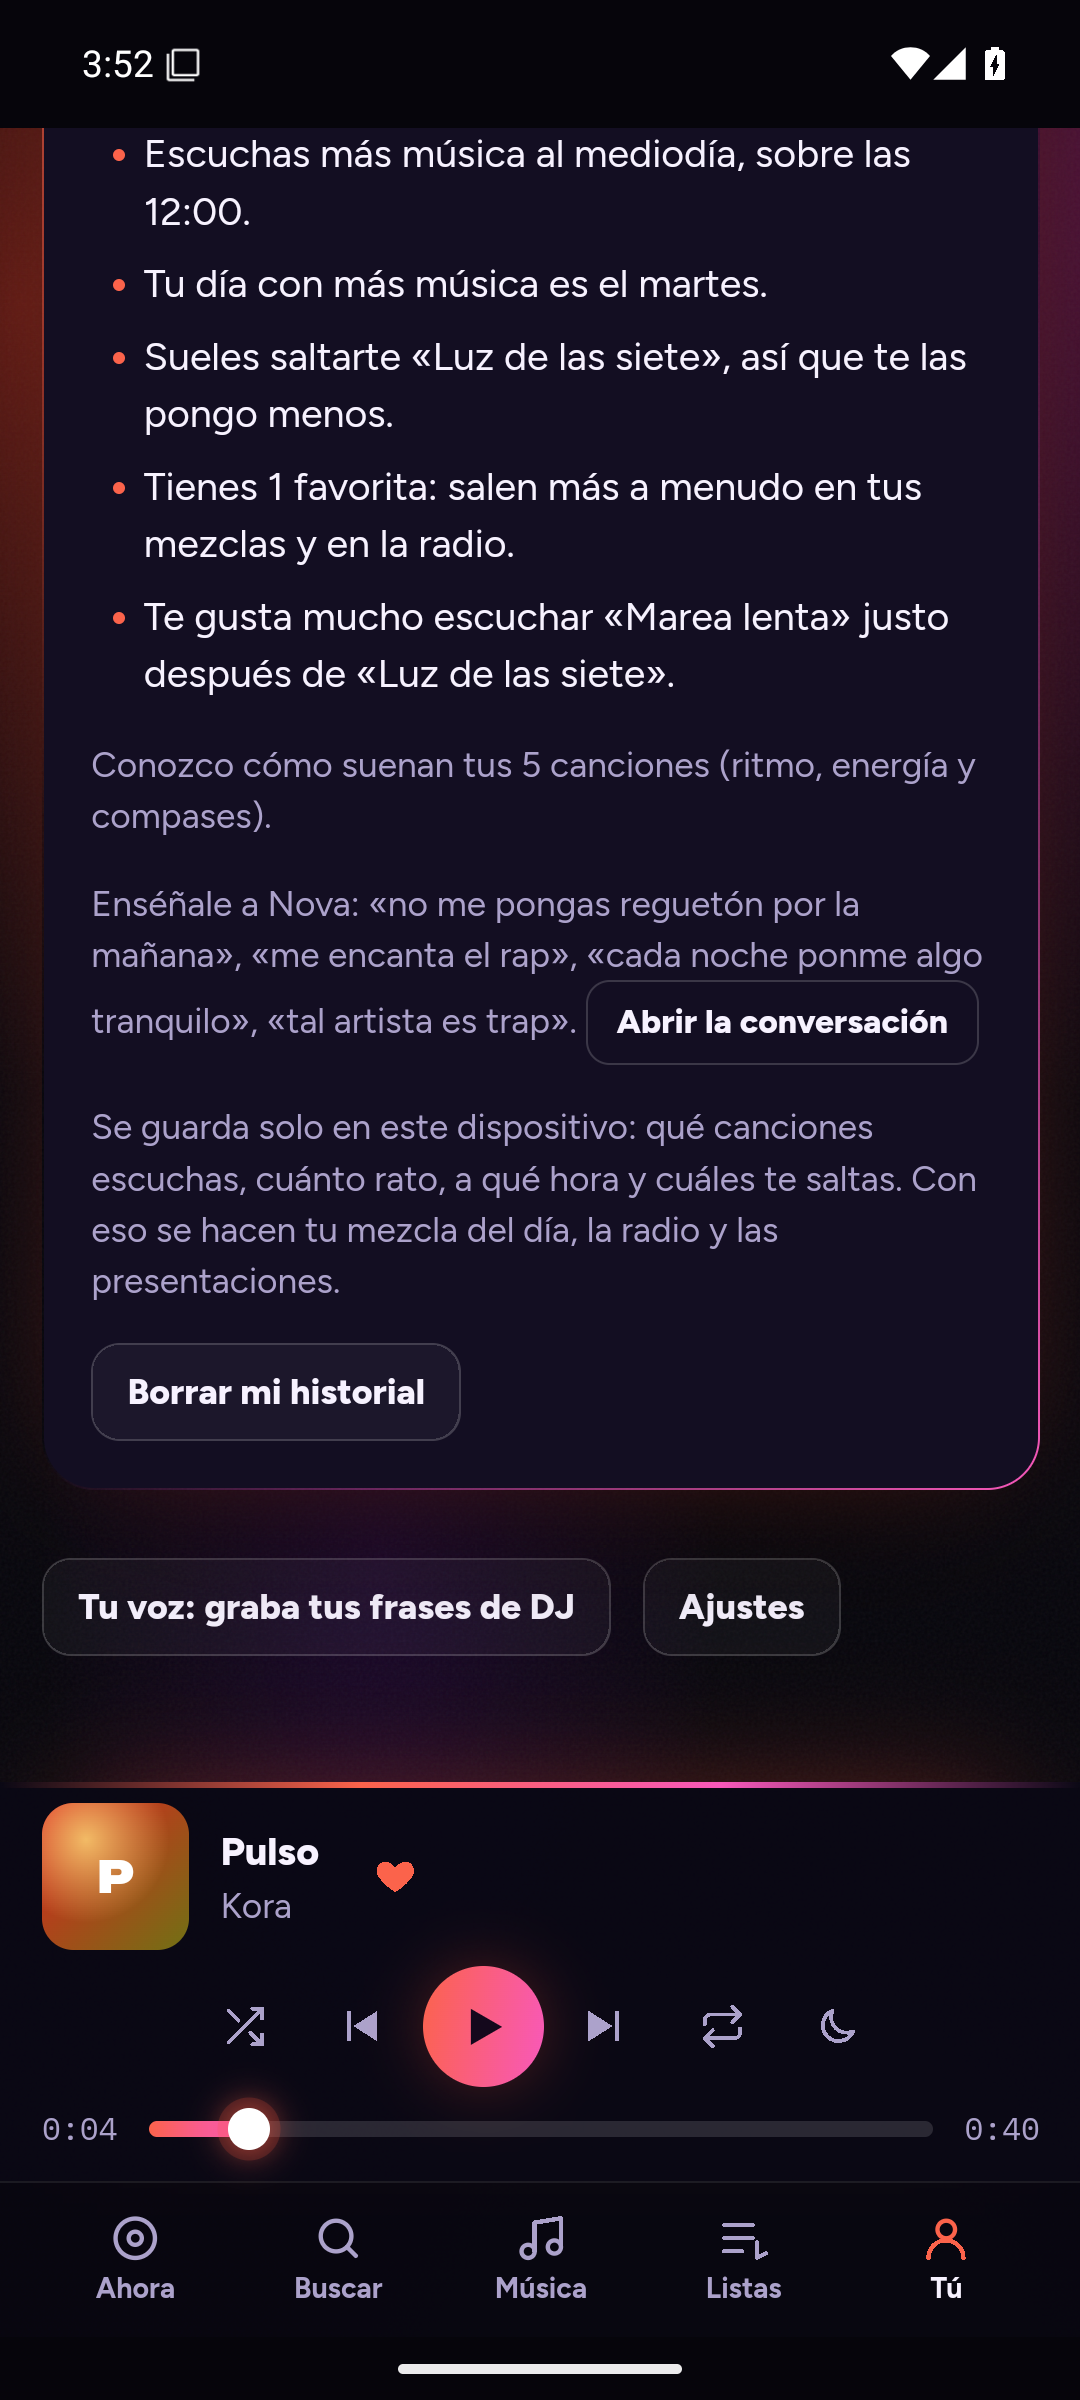 3:52
Escuchas más música al mediodía, sobre las
12:00.
Tu día con más música es el martes.
Sueles saltarte «Luz de las siete», así que te las
pongo menos.
Tienes 1 favorita: salen más a menudo en tus
mezclas y en la radio.
Te gusta mucho escuchar «Marea lenta» justo
después de «Luz de las siete».
Conozco cómo suenan tus 5 canciones (ritmo, energía y
compases).
Enséñale a Nova: «no me pongas reguetón por la
mañana», «me encanta el rap», «cada noche ponme algo
tranquilo», «tal artista es trap». Abrir la conversación
Se guarda solo en este dispositivo: qué canciones
escuchas, cuánto rato, a qué hora y cuáles te saltas. Con
eso se hacen tu mezcla del día, la radio y las
presentaciones.
Borrar mi historial
Tu voz: graba tus frases de DJ Ajustes
P
Pulso
Kora
0:04 0:40
Ahora Buscar Música Listas Tú